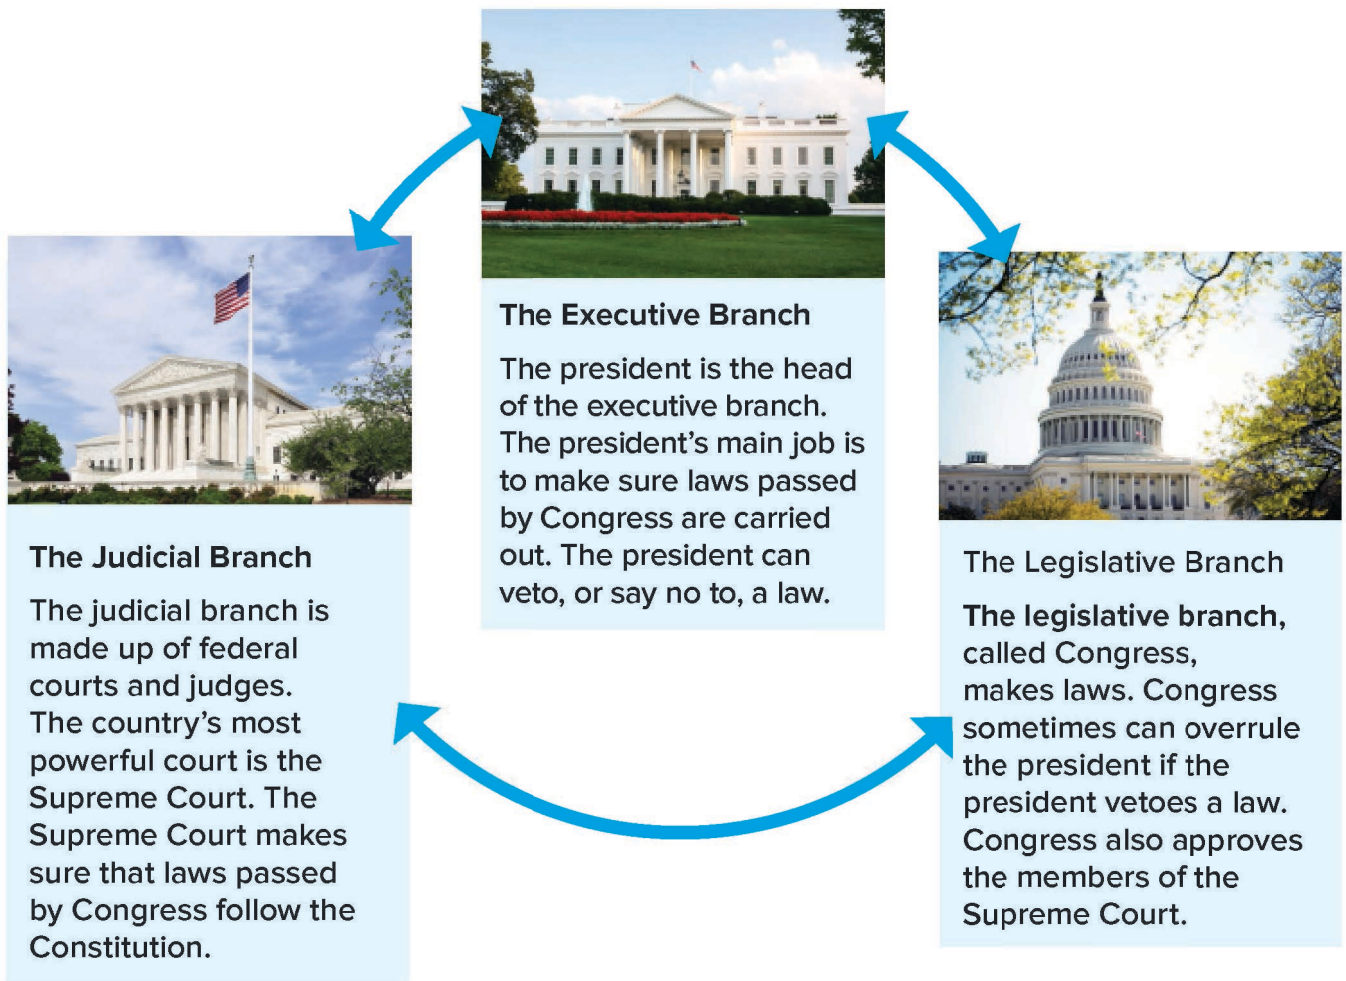 The Executive Branch
The president is the head
of the executive branch.
The president's main job is
to make sure laws passed
by Congress are carried
out. The president can
veto, or say no to, a law.
The Judicial Branch
The judicial branch is
made up of federal
courts and judges.
The country's most
powerful court is the
Supreme Court. The
Supreme Court makes
sure that laws passed
by Congress follow the
Constitution.
The Legislative Branch
The legislative branch,
called Congress,
makes laws. Congress
sometimes can overrule
the president if the
president vetoes a law.
Congress also approves
the members of the
Supreme Court.